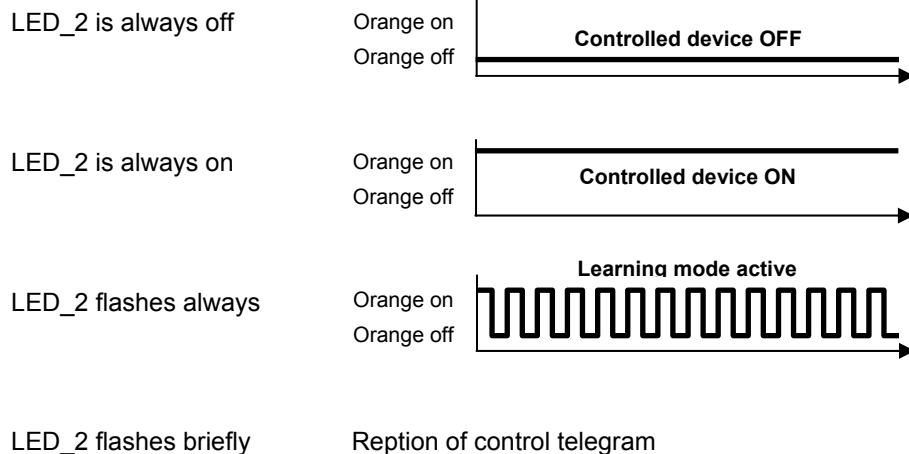 LED_2 is always off
Orange on
Controlled device OFF
Orange off
LED_2 is always on
Orange on
Controlled device ON
Orange off
Learning mode active
LED_2 flashes always
Orange on
Orange off
LED_2 flashes briefly Reption of control telegram